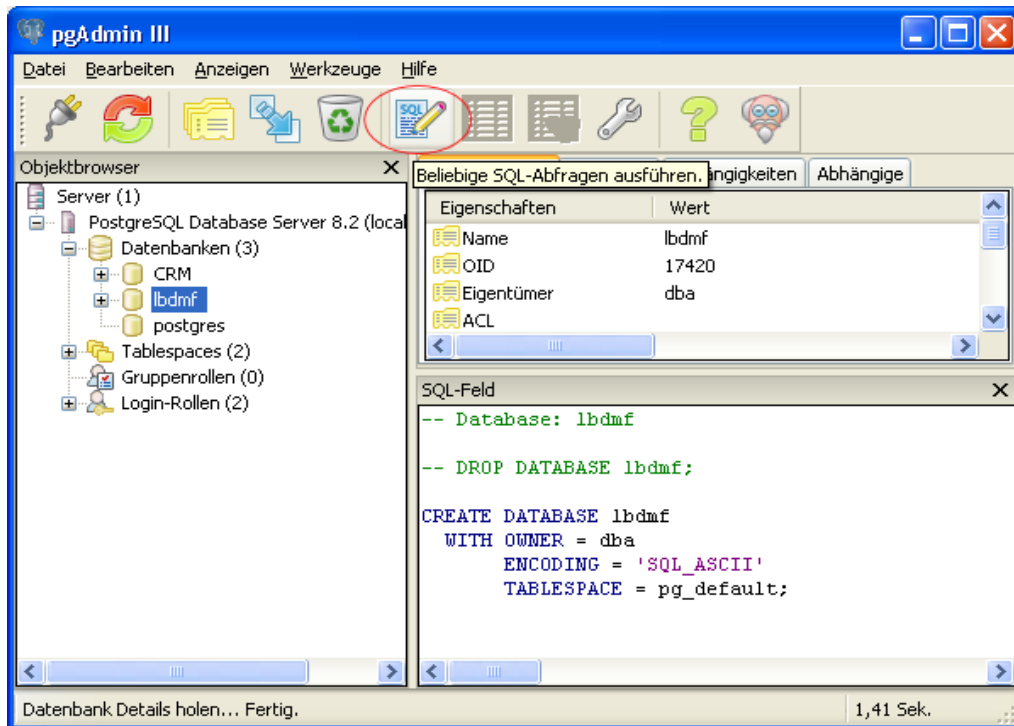 pgAdmin III
Datei Bearbeiten Anzeigen Werkzeuge Hilfe
SQL
Objektbrowser
Server (1)
PostgreSQL Database Server 8.2 (local
Datenbanken (3)
CRM
lbdmf
postgres
Tablespaces (2)
Gruppenrollen (0)
Login-Rollen (2)
Beliebige SQL-Abfragen ausführen.
ängigkeiten Abhängige
Eigenschaften Wert
Name lbdmf
OID 17420
Eigentümer dba
ACL
SQL-Feld
-- Database: lbdmf
-- DROP DATABASE lbdmf;
CREATE DATABASE lbdmf
WITH OWNER = dba
ENCODING = 'SQL_ASCII'
TABLESPACE = pg_default;
Datenbank Details holen... Fertig. 1,41 Sek.